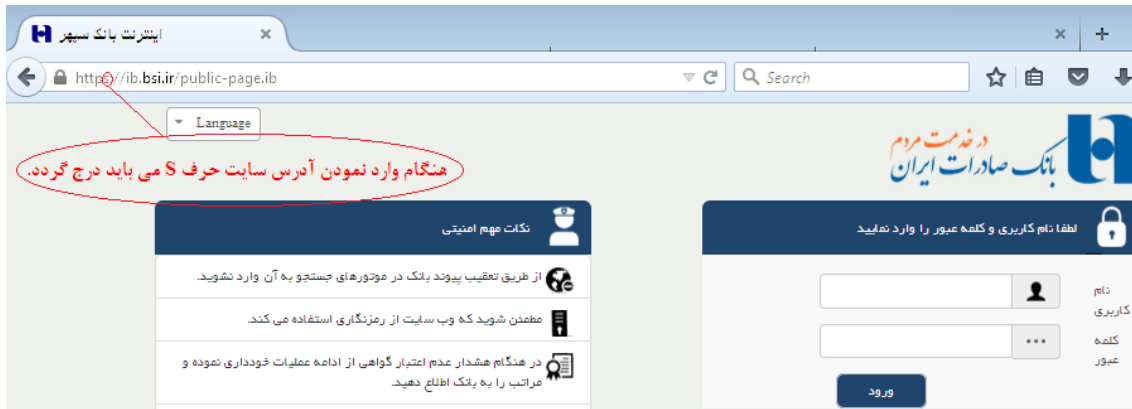 اینترنت بانک سپهر
https://ib.bsi.ir/public-page.ib
Search
Language
هنگام وارد نمودن آدرس سایت حرف S می باید درج گردد.
در خدمت مردم
بانک صادرات ایران
نکات مهم امنیتی
از طریق تعقیب پیوند بانک در موتورهای جستجو به آن وارد نشوید.
مطمئن شوید که وب سایت از رمزنگاری استفاده می کند.
در هنگام هشدار عدم اعتبار گواهی از ادامه عملیات خودداری نموده و
مراتب را به بانک اطلاع دهید.
لطفا نام کاربری و کلمه عبور را وارد نمایید
نام
کاربری
کلمه
عبور
ورود